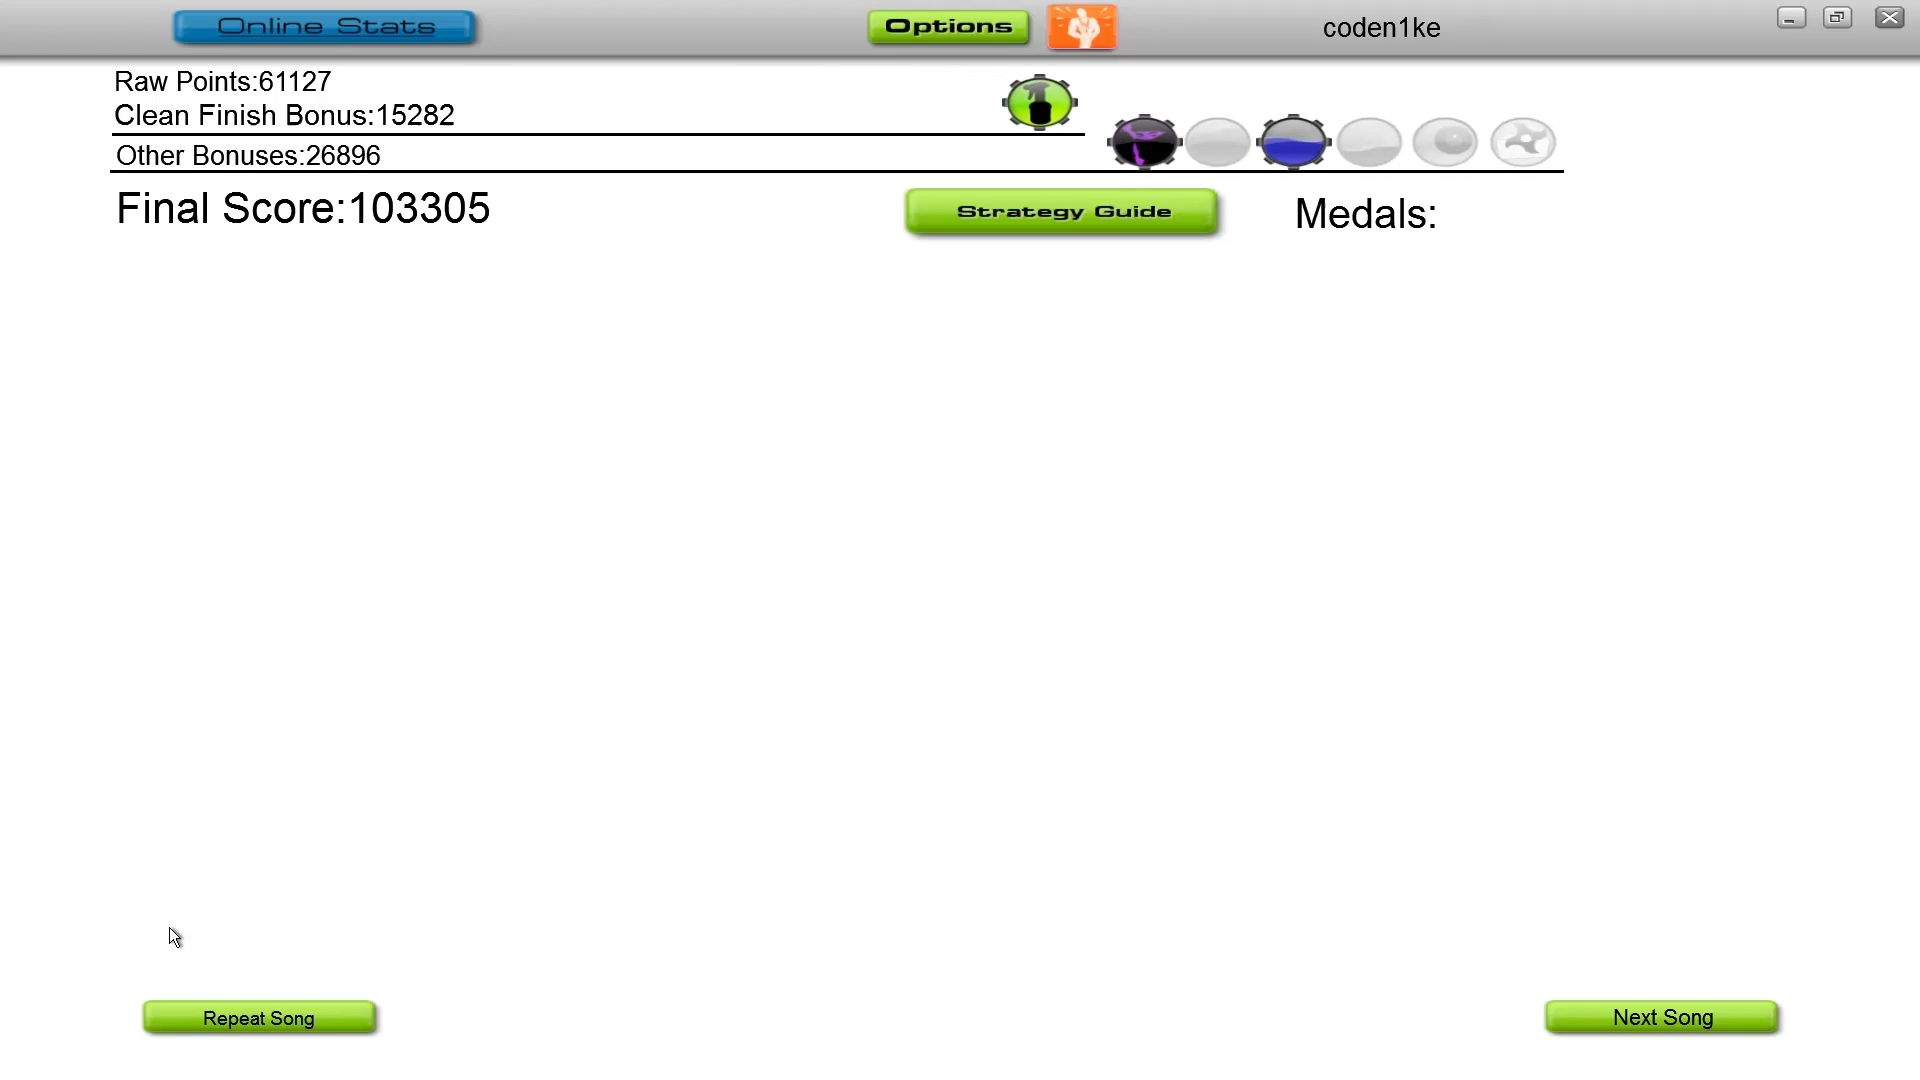 Online Stats
Options
coden1ke
Raw Points:61127
Clean Finish Bonus:15282
Other Bonuses:26896
Final Score:103305
Strategy Guide
Medals:
Repeat Song
Next Song